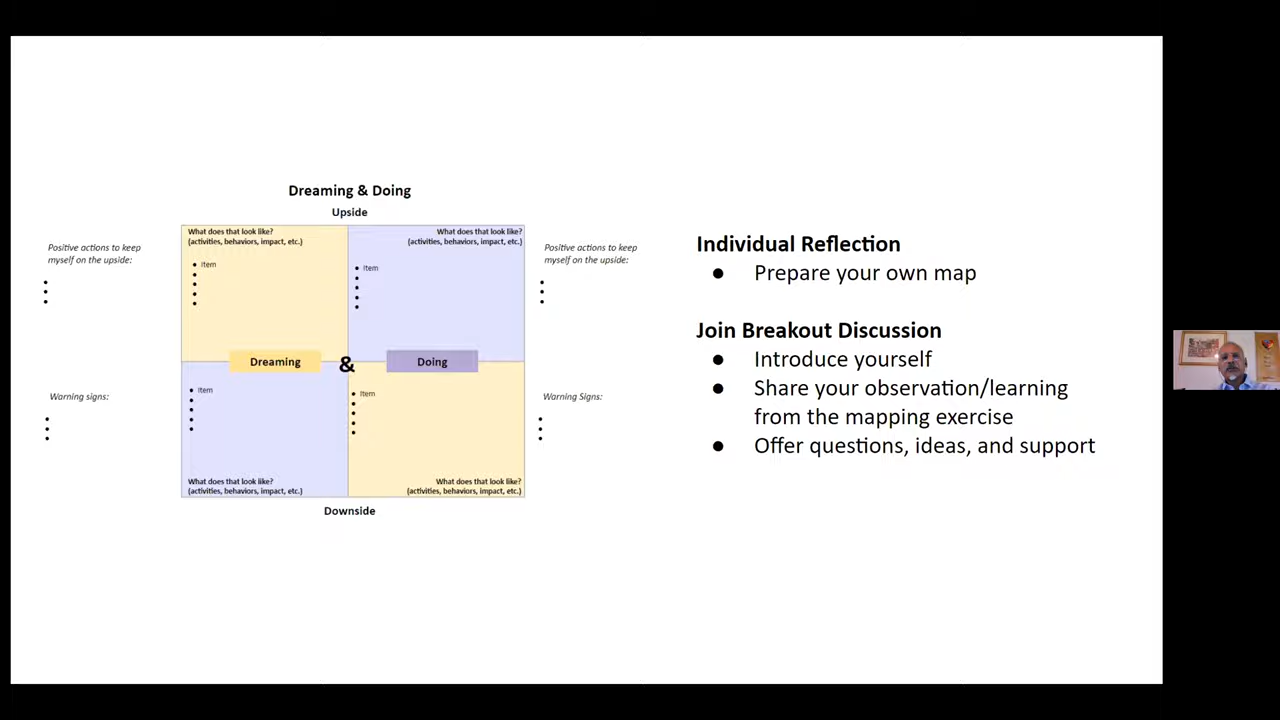 Dreaming & Doing
Upside
Positive actions to keep
myself on the upside:
What does that look like?
(activities, behaviors, impact, etc.)
• Item
•
•
•
•
What does that look like?
(activities, behaviors, impact, etc.)
• Item
•
•
•
•
Positive actions to keep
myself on the upside:
•
•
•
•
•
•
Dreaming
&
Doing
Warning signs:
•
•
•
• Item
•
•
•
•
What does that look like?
(activities, behaviors, impact, etc.)
• Item
•
•
•
•
What does that look like?
(activities, behaviors, impact, etc.)
Warning Signs:
•
•
•
Downside
Individual Reflection
● Prepare your own map
Join Breakout Discussion
● Introduce yourself
● Share your observation/learning
from the mapping exercise
● Offer questions, ideas, and support